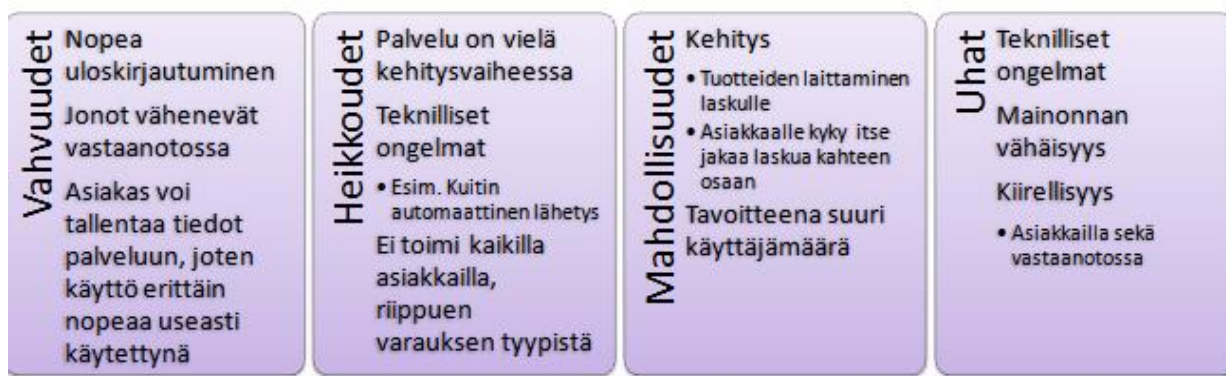 Vahvuudet
Nopea
uloskirjautuminen
Jonot vähenevät
vastaanotossa
Asiakas voi
tallentaa tiedot
palveluun, joten
käyttö erittäin
nopeaa useasti
käytettynä
Heikkoudet
Palvelu on vielä
kehitysvaiheessa
Teknilliset
ongelmat
• Esim. Kuitin
automaattinen lähetys
Ei toimi kaikilla
asiakkailla,
riippuen
varauksen tyypistä
Mahdollisuudet
Kehitys
• Tuotteiden laittaminen
laskulle
• Asiakkaalle kyky itse
jakaa laskua kahteen
osaan
Tavoitteena suuri
käyttäjämäärä
Uhat
Teknilliset
ongelmat
Mainonnan
vähäisyys
Kiirellisyys
• Asiakkailla sekä
vastaanotossa